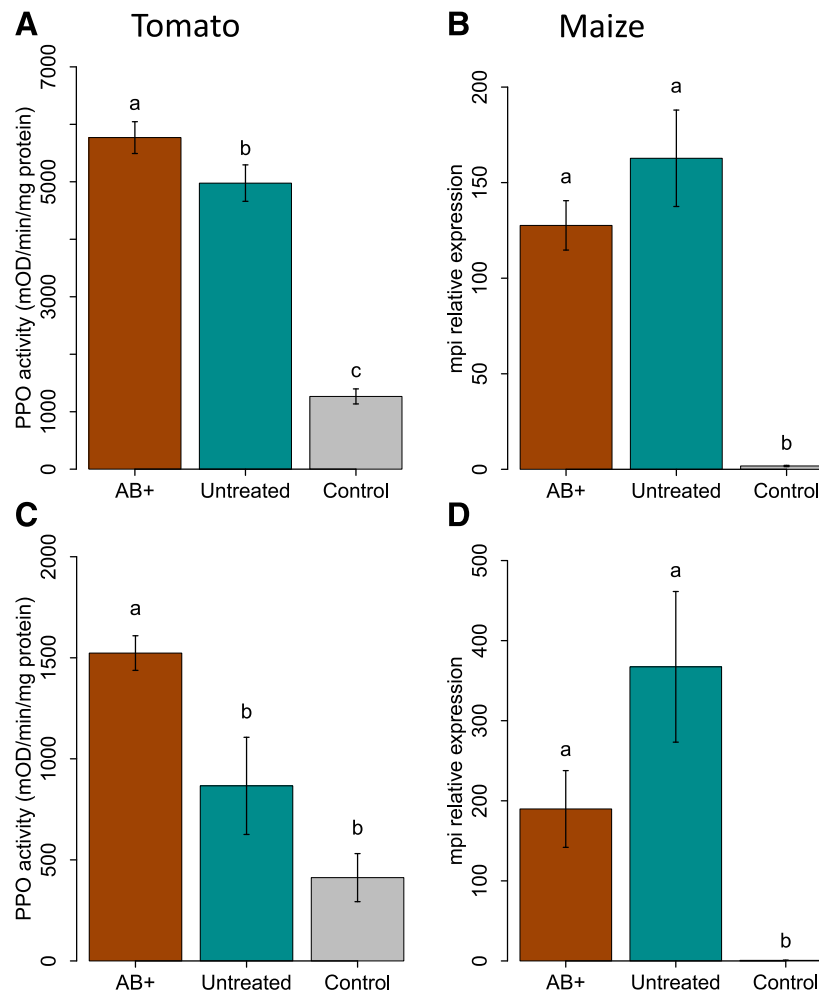 A Tomato
B Maize
PPO activity (mOD/min/mg protein)
7000
5000
3000
1000
0
a
b
c
AB+ Untreated Control
mpi relative expression
200
150
100
50
0
a
a
b
AB+ Untreated Control
C
PPO activity (mOD/min/mg protein)
2000
1500
1000
500
0
a
b
b
AB+ Untreated Control
D
mpi relative expression
500
400
300
200
100
0
a
a
b
AB+ Untreated Control